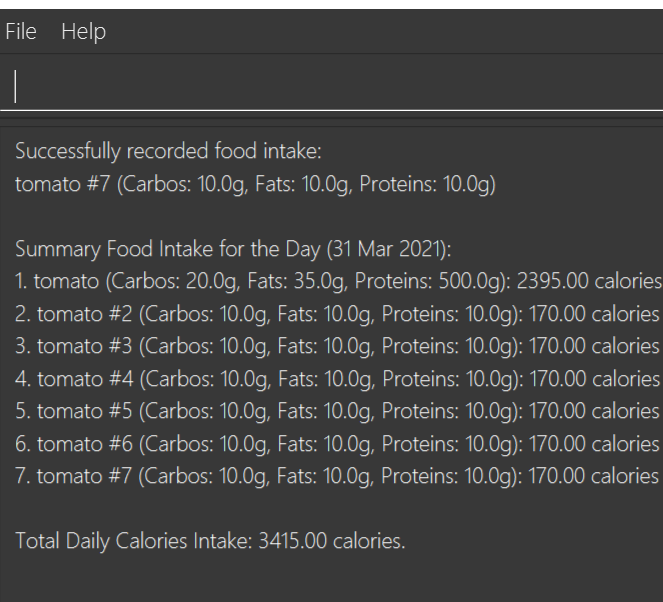 File Help
Successfully recorded food intake:
tomato #7 (Carbos: 10.0g, Fats: 10.0g, Proteins: 10.0g)
Summary Food Intake for the Day (31 Mar 2021):
1. tomato (Carbos: 20.0g, Fats: 35.0g, Proteins: 500.0g): 2395.00 calories
2. tomato #2 (Carbos: 10.0g, Fats: 10.0g, Proteins: 10.0g): 170.00 calories
3. tomato #3 (Carbos: 10.0g, Fats: 10.0g, Proteins: 10.0g): 170.00 calories
4. tomato #4 (Carbos: 10.0g, Fats: 10.0g, Proteins: 10.0g): 170.00 calories
5. tomato #5 (Carbos: 10.0g, Fats: 10.0g, Proteins: 10.0g): 170.00 calories
6. tomato #6 (Carbos: 10.0g, Fats: 10.0g, Proteins: 10.0g): 170.00 calories
7. tomato #7 (Carbos: 10.0g, Fats: 10.0g, Proteins: 10.0g): 170.00 calories
Total Daily Calories Intake: 3415.00 calories.